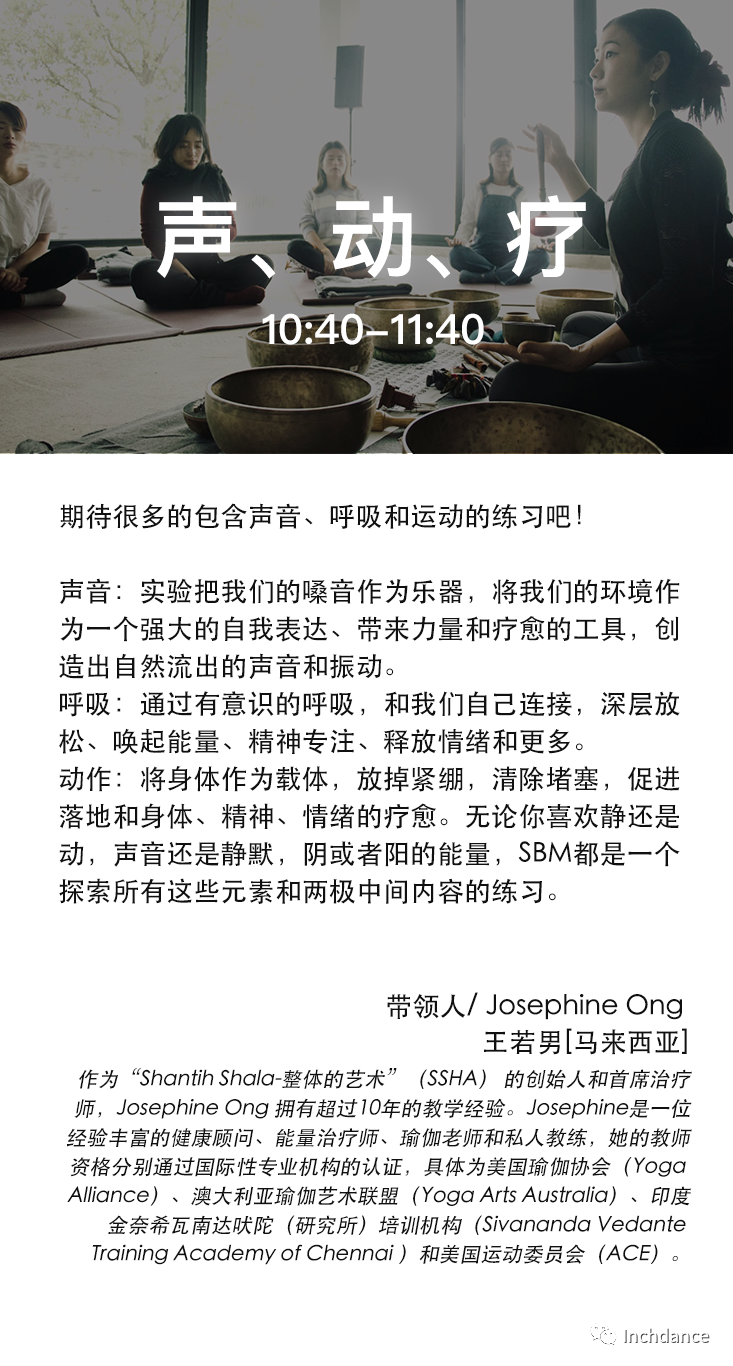 声、动、疗
10:40–11:40
期待很多的包含声音、呼吸和运动的练习吧！
声音：实验把我们的嗓音作为乐器，将我们的环境作
为一个强大的自我表达、带来力量和疗愈的工具，创
造出自然流出的声音和振动。
呼吸：通过有意识的呼吸，和我们自己连接，深层放
松、唤起能量、精神专注、释放情绪和更多。
动作：将身体作为载体，放掉紧绷，清除堵塞，促进
落地和身体、精神、情绪的疗愈。无论你喜欢静还是
动，声音还是静默，阴或者阳的能量，SBM都是一个
探索所有这些元素和两极中间内容的练习。
带领人/ Josephine Ong
王若男[马来西亚]
作为“Shantih Shala-整体的艺术”（SSHA）的创始人和首席治疗
师，Josephine Ong 拥有超过10年的教学经验。Josephine是一位
经验丰富的健康顾问、能量治疗师、瑜伽老师和私人教练，她的教师
资格分别通过国际性专业机构的认证，具体为美国瑜伽协会（Yoga
Alliance）、澳大利亚瑜伽艺术联盟（Yoga Arts Australia）、印度
金奈希瓦南达吠陀（研究所）培训机构（Sivananda Vedante
Training Academy of Chennai ）和美国运动委员会（ACE）。
Inchdance